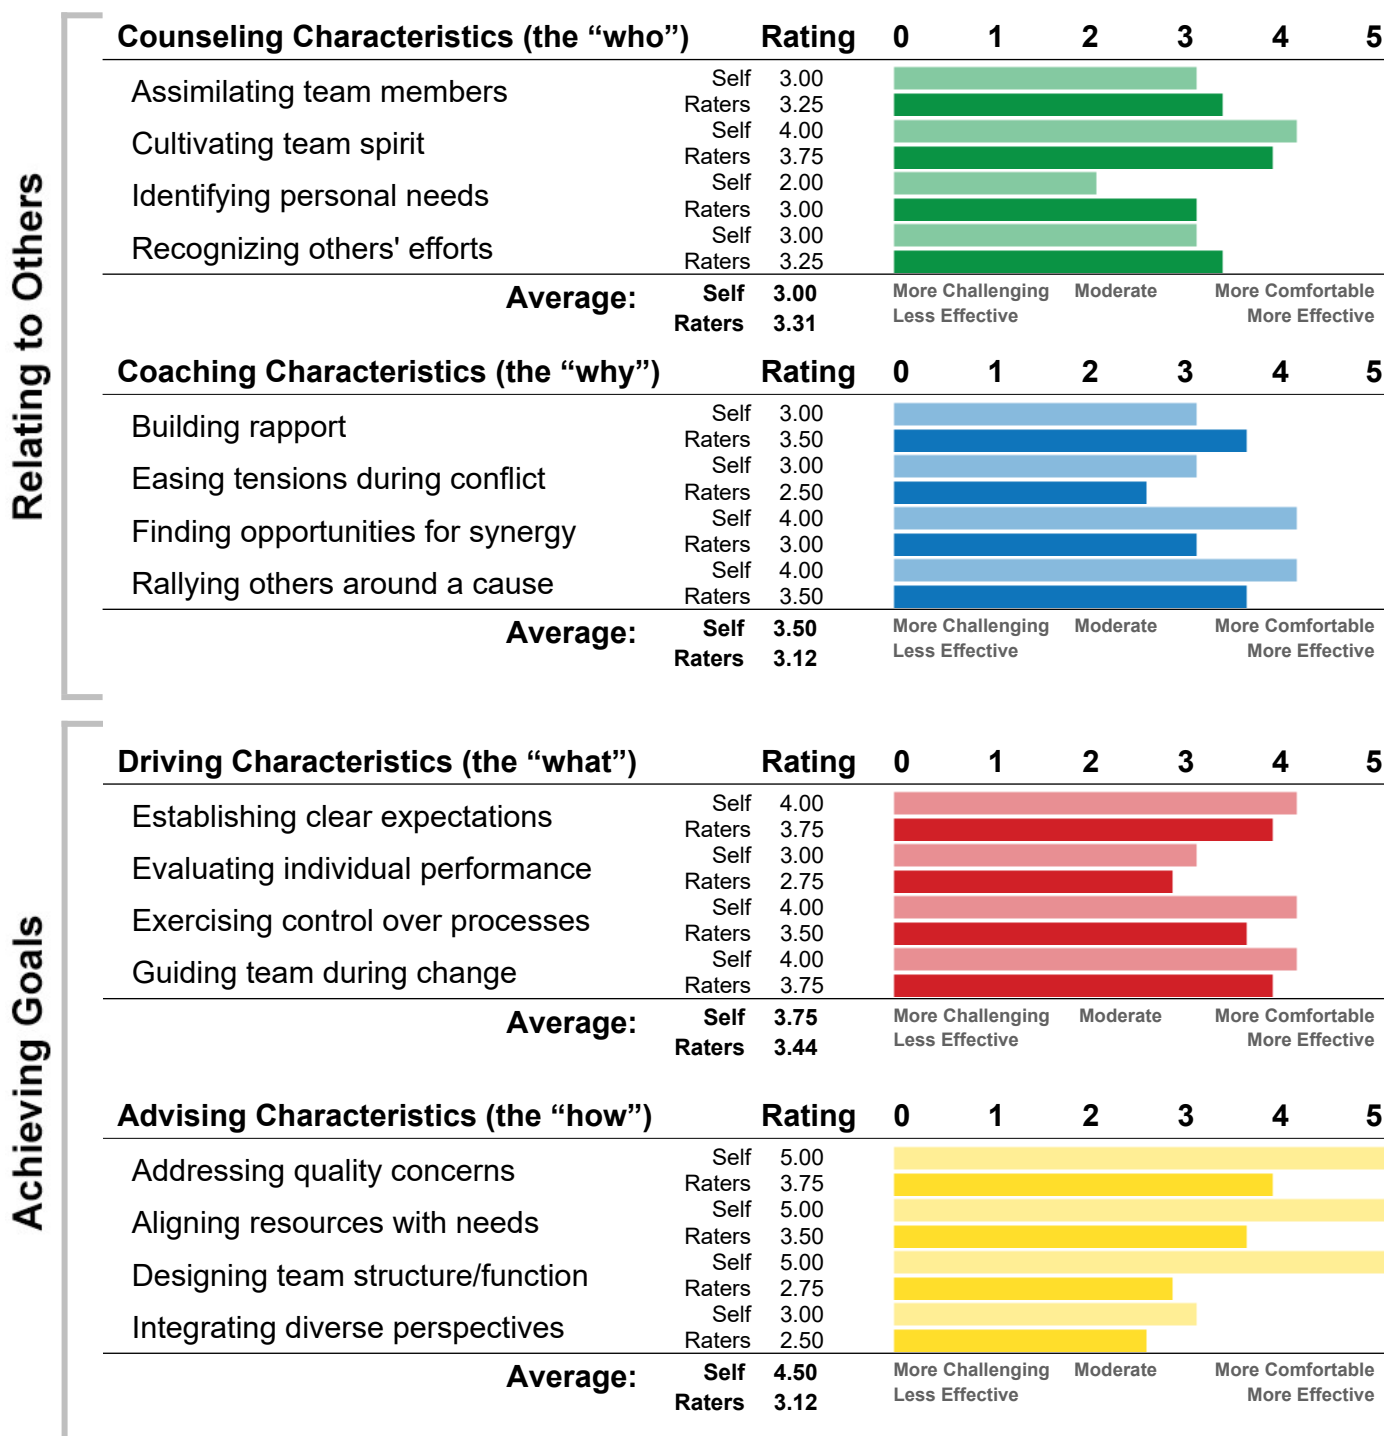 Relating to Others
Counseling Characteristics (the “who”) Rating 0 1 2 3 4 5
Assimilating team members Self 3.00
Raters 3.25
Cultivating team spirit Self 4.00
Raters 3.75
Identifying personal needs Self 2.00
Raters 3.00
Recognizing others' efforts Self 3.00
Raters 3.25
Average: Self 3.00 More Challenging Moderate More Comfortable
Raters 3.31 Less Effective More Effective
Coaching Characteristics (the “why”) Rating 0 1 2 3 4 5
Building rapport Self 3.00
Raters 3.50
Easing tensions during conflict Self 3.00
Raters 2.50
Finding opportunities for synergy Self 4.00
Raters 3.00
Rallying others around a cause Self 4.00
Raters 3.50
Average: Self 3.50 More Challenging Moderate More Comfortable
Raters 3.12 Less Effective More Effective
Achieving Goals
Driving Characteristics (the “what”) Rating 0 1 2 3 4 5
Establishing clear expectations Self 4.00
Raters 3.75
Evaluating individual performance Self 3.00
Raters 2.75
Exercising control over processes Self 4.00
Raters 3.50
Guiding team during change Self 4.00
Raters 3.75
Average: Self 3.75 More Challenging Moderate More Comfortable
Raters 3.44 Less Effective More Effective
Advising Characteristics (the “how”) Rating 0 1 2 3 4 5
Addressing quality concerns Self 5.00
Raters 3.75
Aligning resources with needs Self 5.00
Raters 3.50
Designing team structure/function Self 5.00
Raters 2.75
Integrating diverse perspectives Self 3.00
Raters 2.50
Average: Self 4.50 More Challenging Moderate More Comfortable
Raters 3.12 Less Effective More Effective